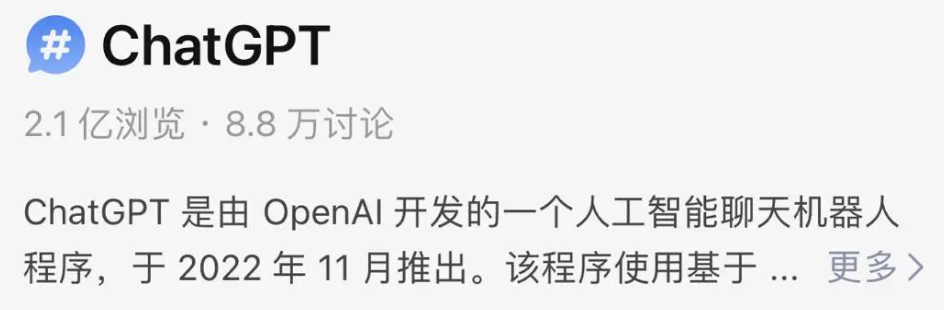 # ChatGPT
2.1 亿浏览 · 8.8 万讨论
ChatGPT 是由 OpenAI 开发的一个人工智能聊天机器人
程序，于 2022 年 11 月推出。该程序使用基于 ... 更多 >